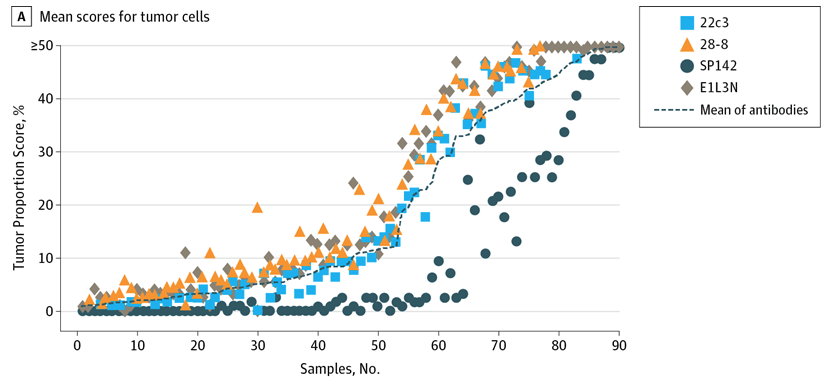 A Mean scores for tumor cells
22c3
28-8
SP142
E1L3N
Mean of antibodies
Tumor Proportion Score, %
≥50
40
30
20
10
0
0 10 20 30 40 50 60 70 80 90
Samples, No.